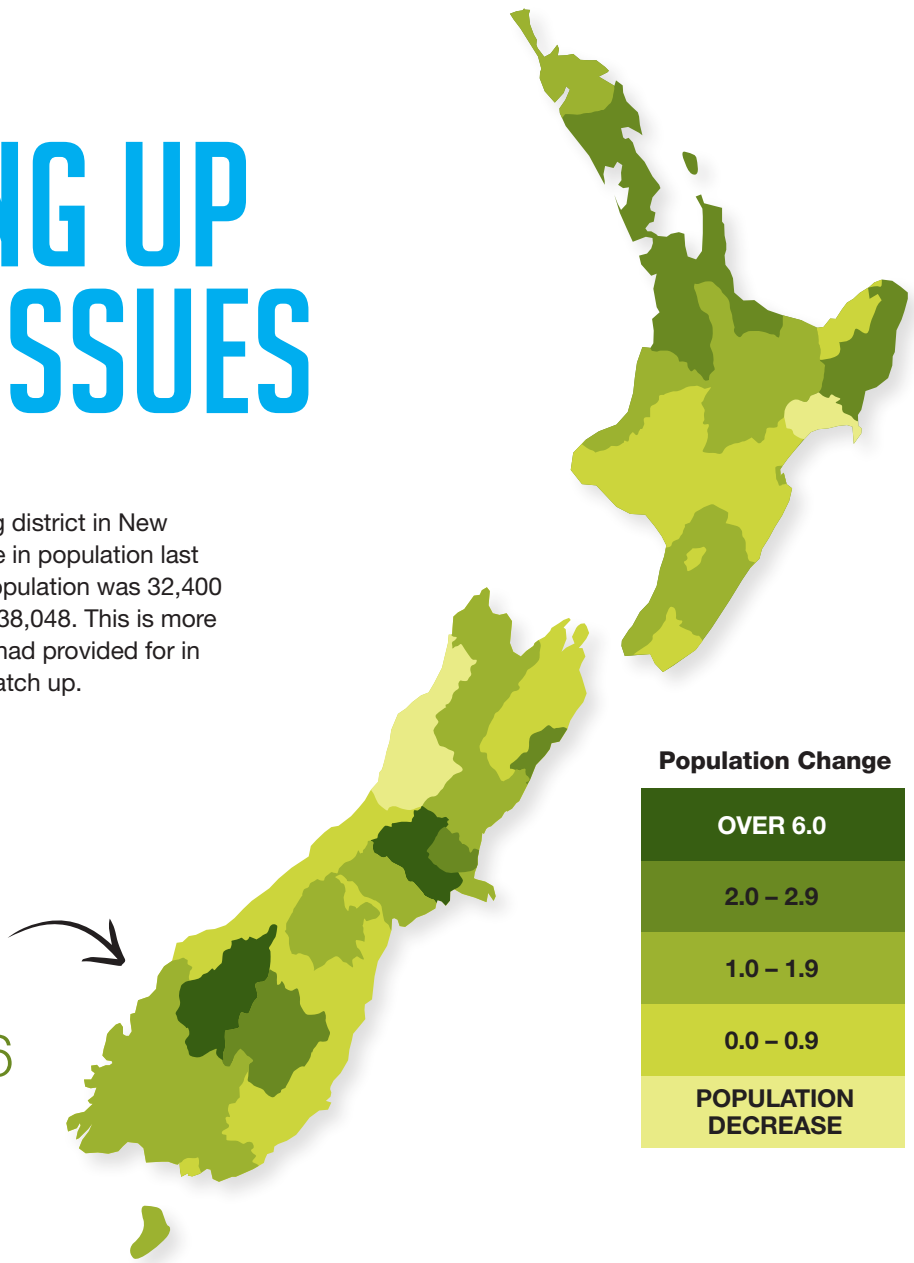 NG UP
SSUES
g district in New
e in population last
opulation was 32,400
38,048. This is more
had provided for in
atch up.
Population Change
OVER 6.0
2.0 – 2.9
1.0 – 1.9
0.0 – 0.9
POPULATION
DECREASE
6